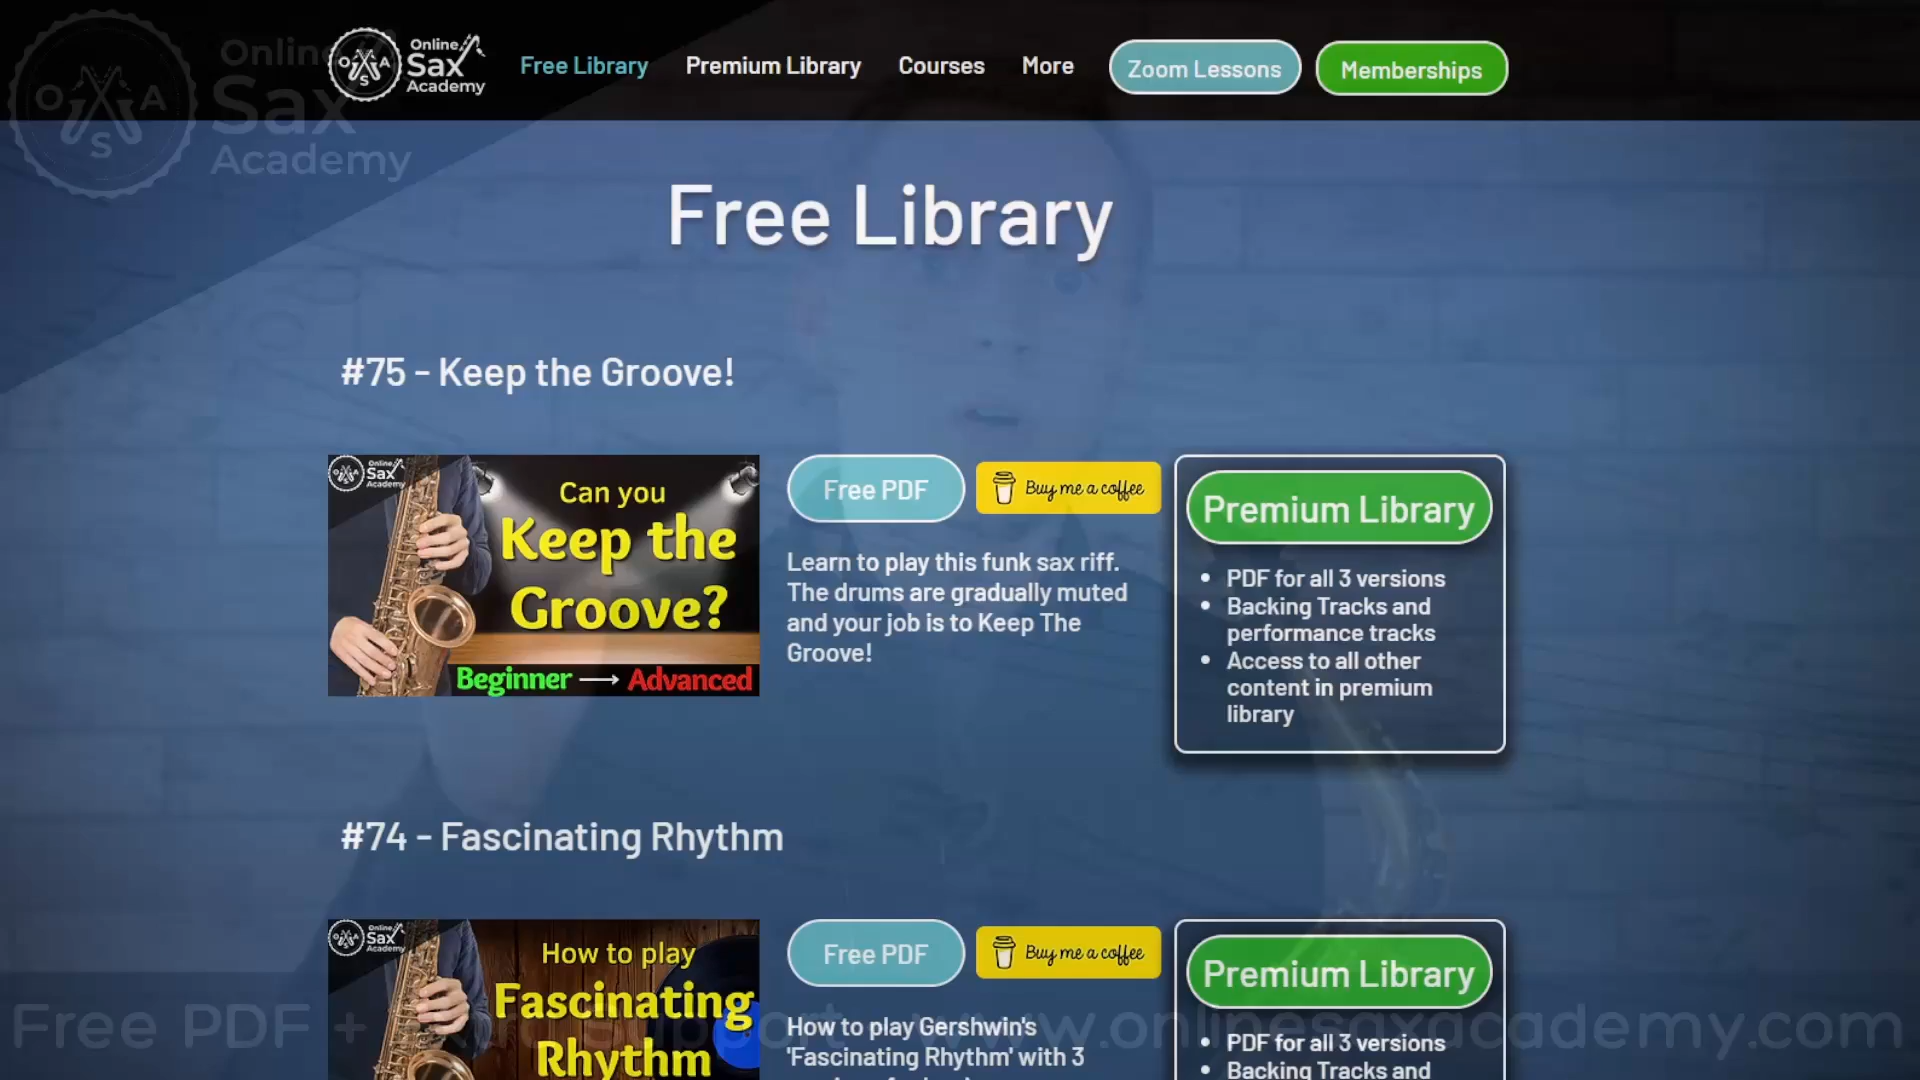 Online
Sax
Academy
O A
S
Online
Sax
Academy
O A
S
Free Library
Premium Library
Courses
More
Zoom Lessons
Memberships
Free Library
#75 - Keep the Groove!
Online
Sax
Academy
Can you
Keep the
Groove?
Beginner → Advanced
Free PDF
Buy me a coffee
Learn to play this funk sax riff.
The drums are gradually muted
and your job is to Keep The
Groove!
Premium Library
• PDF for all 3 versions
• Backing Tracks and
performance tracks
• Access to all other
content in premium
library
#74 - Fascinating Rhythm
Online
Sax
Academy
How to play
Fascinating
Rhythm
Free PDF
Buy me a coffee
How to play Gershwin's
'Fascinating Rhythm' with 3
Premium Library
• PDF for all 3 versions
• Backing Tracks and
Free PDF + www.onlinesaxacademy.com